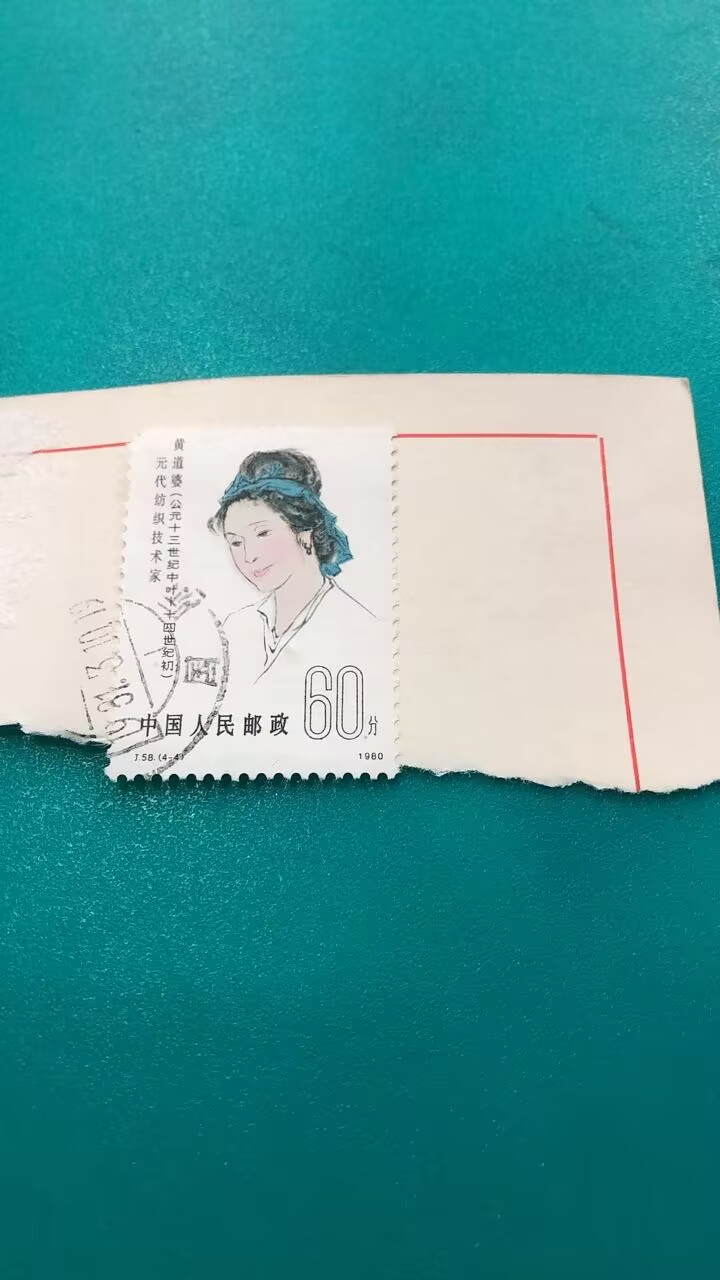 黄道婆(公元十三世纪中叶—十四世纪初)
元代纺织技术家
中国人民邮政 60分
J.58.(4-4) 1980